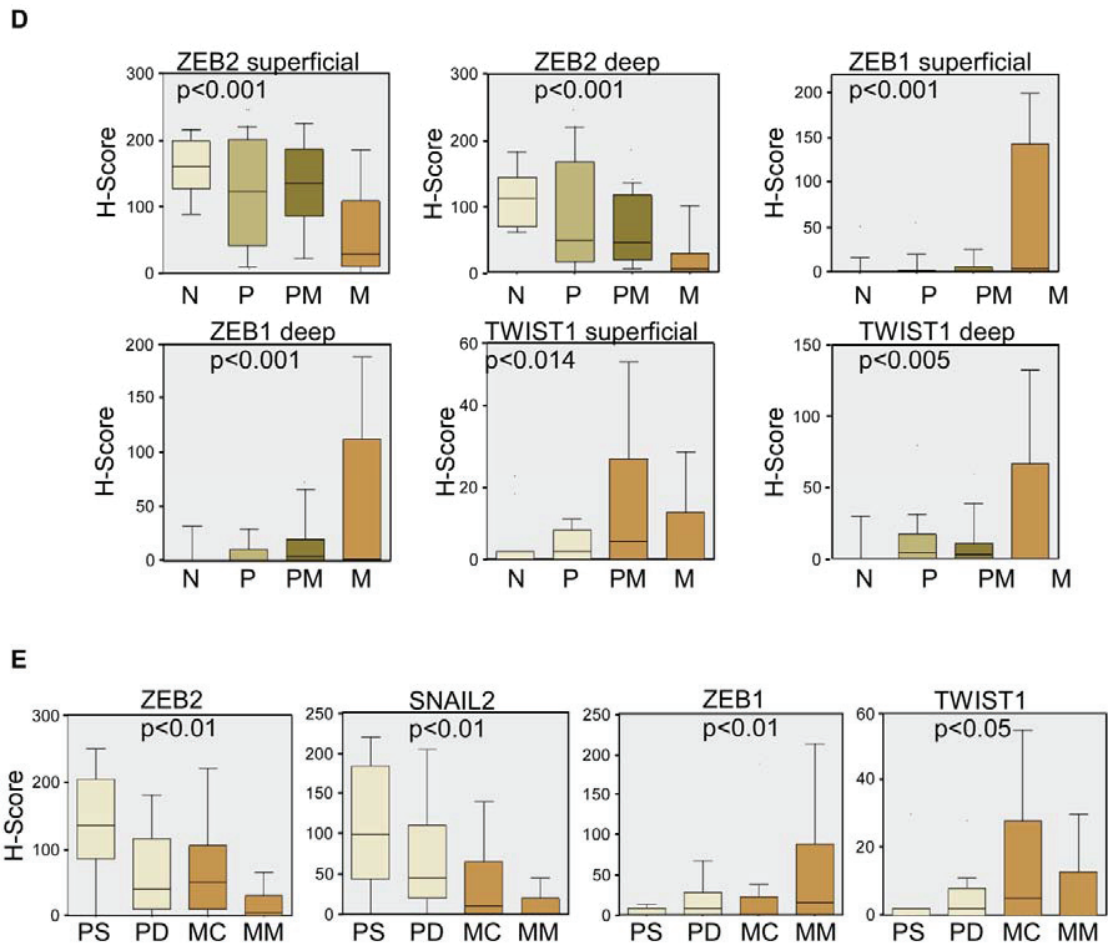 D
ZEB2 superficial
p<0.001
H-Score
300
200
100
0
N P PM M
ZEB2 deep
p<0.001
H-Score
300
200
100
0
N P PM M
ZEB1 superficial
p<0.001
H-Score
200
150
100
50
0
N P PM M
ZEB1 deep
p<0.001
H-Score
200
150
100
50
0
N P PM M
TWIST1 superficial
p<0.014
H-Score
60
40
20
0
N P PM M
TWIST1 deep
p<0.005
H-Score
150
100
50
0
N P PM M
E
ZEB2
p<0.01
H-Score
300
200
100
0
PS PD MC MM
SNAIL2
p<0.01
250
200
150
100
50
0
PS PD MC MM
ZEB1
p<0.01
250
200
150
100
50
0
PS PD MC MM
TWIST1
p<0.05
60
40
20
0
PS PD MC MM